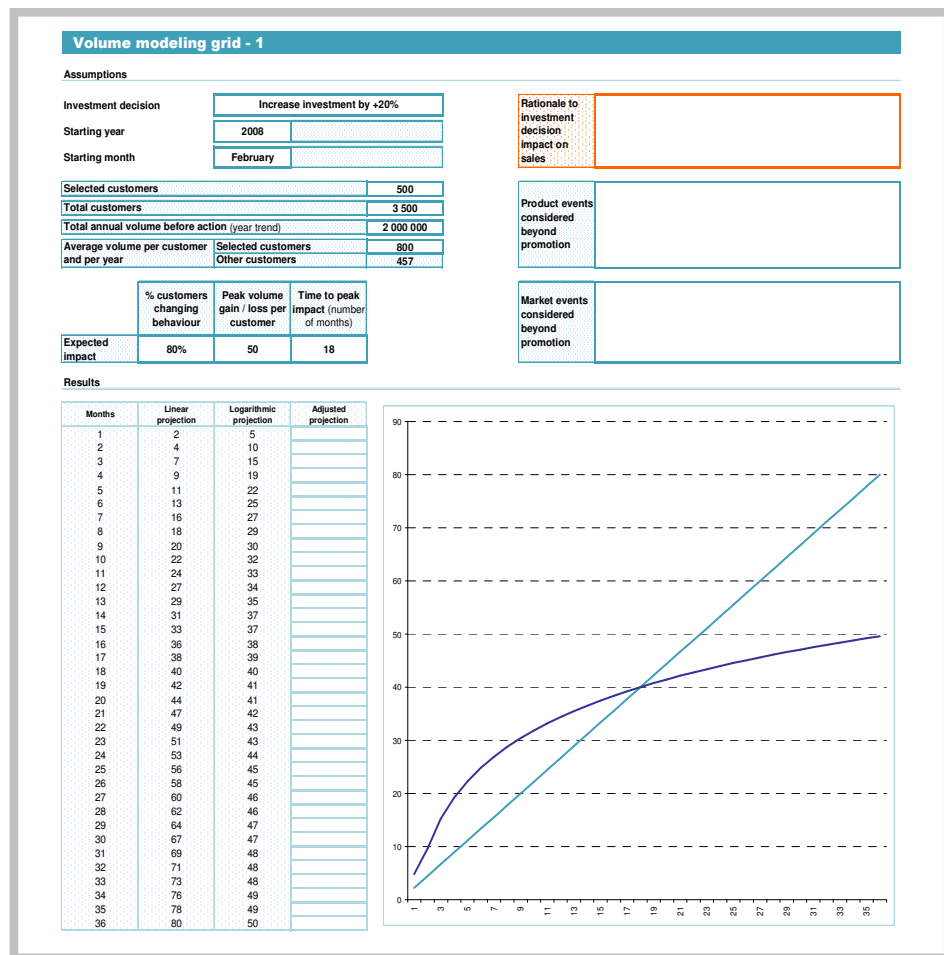 Volume modeling grid - 1
Assumptions
Investment decision
Increase investment by +20%
Starting year
2008
Starting month
February
Rationale to
investment
decision
impact on
sales
Selected customers 500
Total customers 3 500
Total annual volume before action (year trend) 2 000 000
Average volume per customer
and per year
Selected customers 800
Other customers 457
Product events
considered
beyond
promotion
% customers
changing
behaviour
Peak volume
gain / loss per
customer
Time to peak
impact (number
of months)
Expected
impact
80% 50 18
Market events
considered
beyond
promotion
Results
Months
Linear
projection
Logarithmic
projection
Adjusted
projection
1 2 5
2 4 10
3 7 15
4 9 19
5 11 22
6 13 25
7 16 27
8 18 29
9 20 30
10 22 32
11 24 33
12 27 34
13 29 35
14 31 37
15 33 37
16 36 38
17 38 39
18 40 40
19 42 41
20 44 41
21 47 42
22 49 43
23 51 43
24 53 44
25 56 45
26 58 45
27 60 46
28 62 46
29 64 47
30 67 47
31 69 48
32 71 48
33 73 48
34 76 49
35 78 49
36 80 50
90
80
70
60
50
40
30
20
10
0
1 3 5 7 9 11 13 15 17 19 21 23 25 27 29 31 33 35